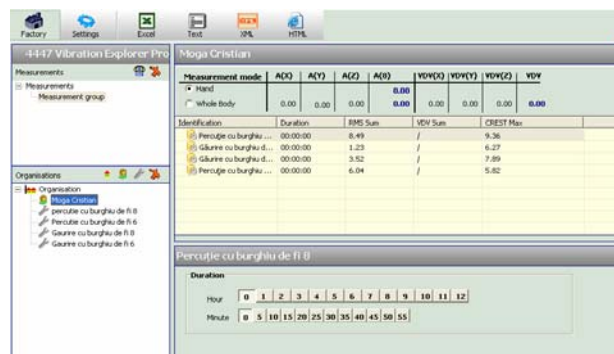 Factory Settings Excel Text XML HTML
4447 Vibration Explorer Pro
Measurements
Measurements
Measurement group
Organisations
Organisation
Moga Cristian
percutie cu burghiu de fi 8
Percutie cu burghiu de fi 6
Gaurire cu burghiu de fi 8
Gaurire cu burghiu de fi 6
Moga Cristian
Measurement mode A(X) A(Y) A(Z) A(8) VDV(X) VDV(Y) VDV(Z) VDV
Hand 0.00
Whole Body 0.00 0.00 0.00 0.00 0.00 0.00 0.00 0.00
Identification Duration RMS Sum VDV Sum CREST Max
Percuţie cu burghiu ... 00:00:00 8.49 / 9.36
Găurire cu burghiu d... 00:00:00 1.23 / 6.27
Găurire cu burghiu d... 00:00:00 3.52 / 7.89
Percuţie cu burghiu ... 00:00:00 6.04 / 5.82
Percuţie cu burghiu de fi 8
Duration
Hour 0 1 2 3 4 5 6 7 8 9 10 11 12
Minute 0 5 10 15 20 25 30 35 40 45 50 55